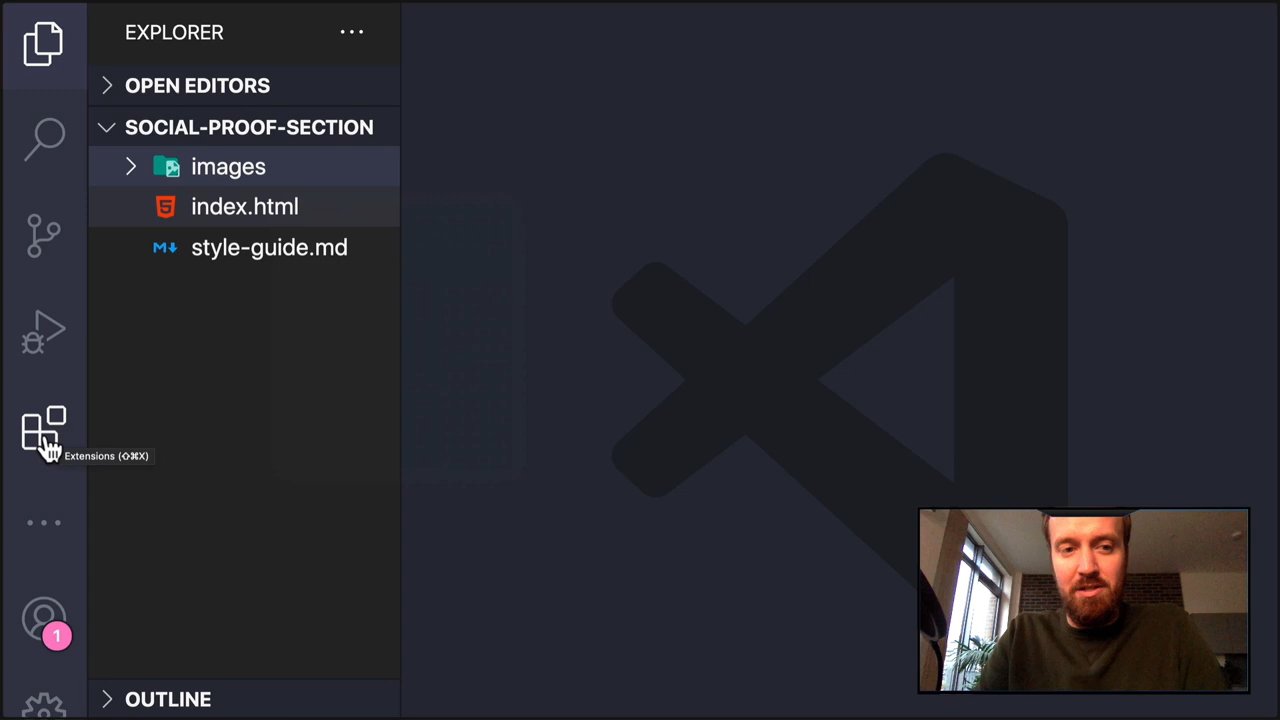 EXPLORER
OPEN EDITORS
SOCIAL-PROOF-SECTION
images
index.html
style-guide.md
Extensions (⇧⌘X)
1
OUTLINE